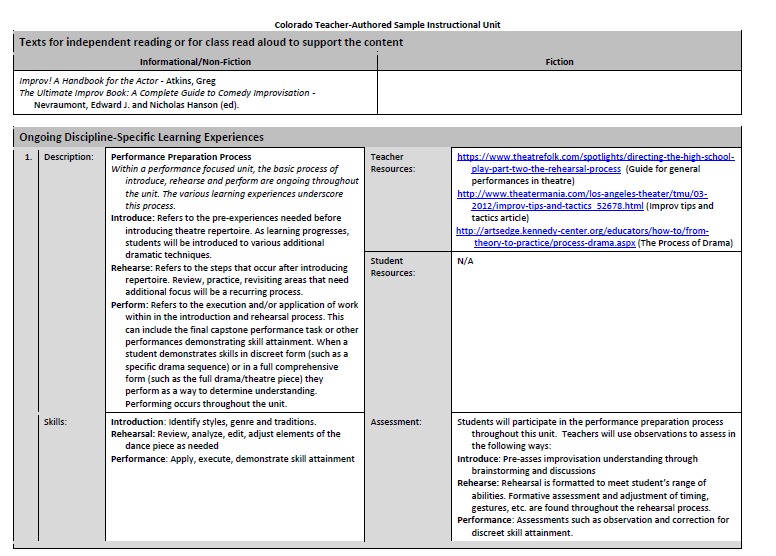 Colorado Teacher-Authored Sample Instructional Unit
Texts for independent reading or for class read aloud to support the content
Informational/Non-Fiction
Fiction
Improv! A Handbook for the Actor - Atkins, Greg
The Ultimate Improv Book: A Complete Guide to Comedy Improvisation -
Nevraumont, Edward J. and Nicholas Hanson (ed).
Ongoing Discipline-Specific Learning Experiences
1.
Description:
Performance Preparation Process
Within a performance focused unit, the basic process of
introduce, rehearse and perform are ongoing throughout
the unit. The various learning experiences underscore
this process.
Introduce: Refers to the pre-experiences needed before
introducing theatre repertoire. As learning progresses,
students will be introduced to various additional
dramatic techniques.
Rehearse: Refers to the steps that occur after introducing
repertoire. Review, practice, revisiting areas that need
additional focus will be a recurring process.
Perform: Refers to the execution and/or application of work
within in the introduction and rehearsal process. This
can include the final capstone performance task or other
performances demonstrating skill attainment. When a
student demonstrates skills in discreet form (such as a
specific drama sequence) or in a full comprehensive
form (such as the full drama/theatre piece) they
perform as a way to determine understanding.
Performing occurs throughout the unit.
Teacher
Resources:
https://www.theatrefolk.com/spotlights/directing-the-high-school-
play-part-two-the-rehearsal-process (Guide for general
performances in theatre)
http://www.theatermania.com/los-angeles-theater/tmu/03-
2012/improv-tips-and-tactics_52678.html (Improv tips and
tactics article)
http://artsedge.kennedy-center.org/educators/how-to/from-
theory-to-practice/process-drama.aspx (The Process of Drama)
Student
Resources:
N/A
Skills:
Introduction: Identify styles, genre and traditions.
Rehearsal: Review, analyze, edit, adjust elements of the
dance piece as needed
Performance: Apply, execute, demonstrate skill attainment
Assessment:
Students will participate in the performance preparation process
throughout this unit. Teachers will use observations to assess in
the following ways:
Introduce: Pre-asses improvisation understanding through
brainstorming and discussions
Rehearse: Rehearsal is formatted to meet student's range of
abilities. Formative assessment and adjustment of timing,
gestures, etc. are found throughout the rehearsal process.
Performance: Assessments such as observation and correction for
discreet skill attainment.